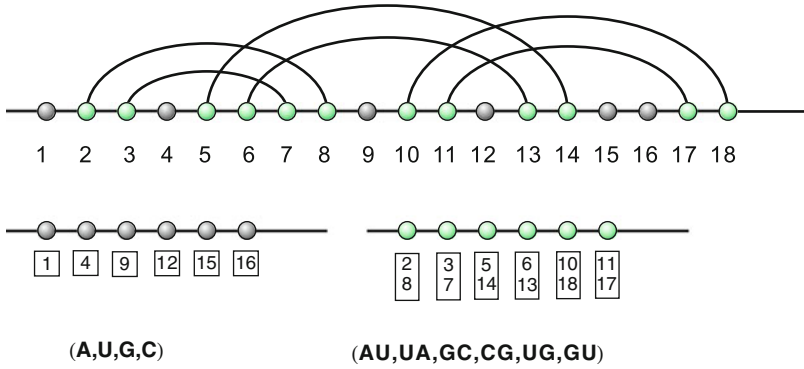 1 2 3 4 5 6 7 8 9 10 11 12 13 14 15 16 17 18
1 4 9 12 15 16
2 3 5 6 10 11
8 7 14 13 18 17
(A,U,G,C)
(AU,UA,GC,CG,UG,GU)